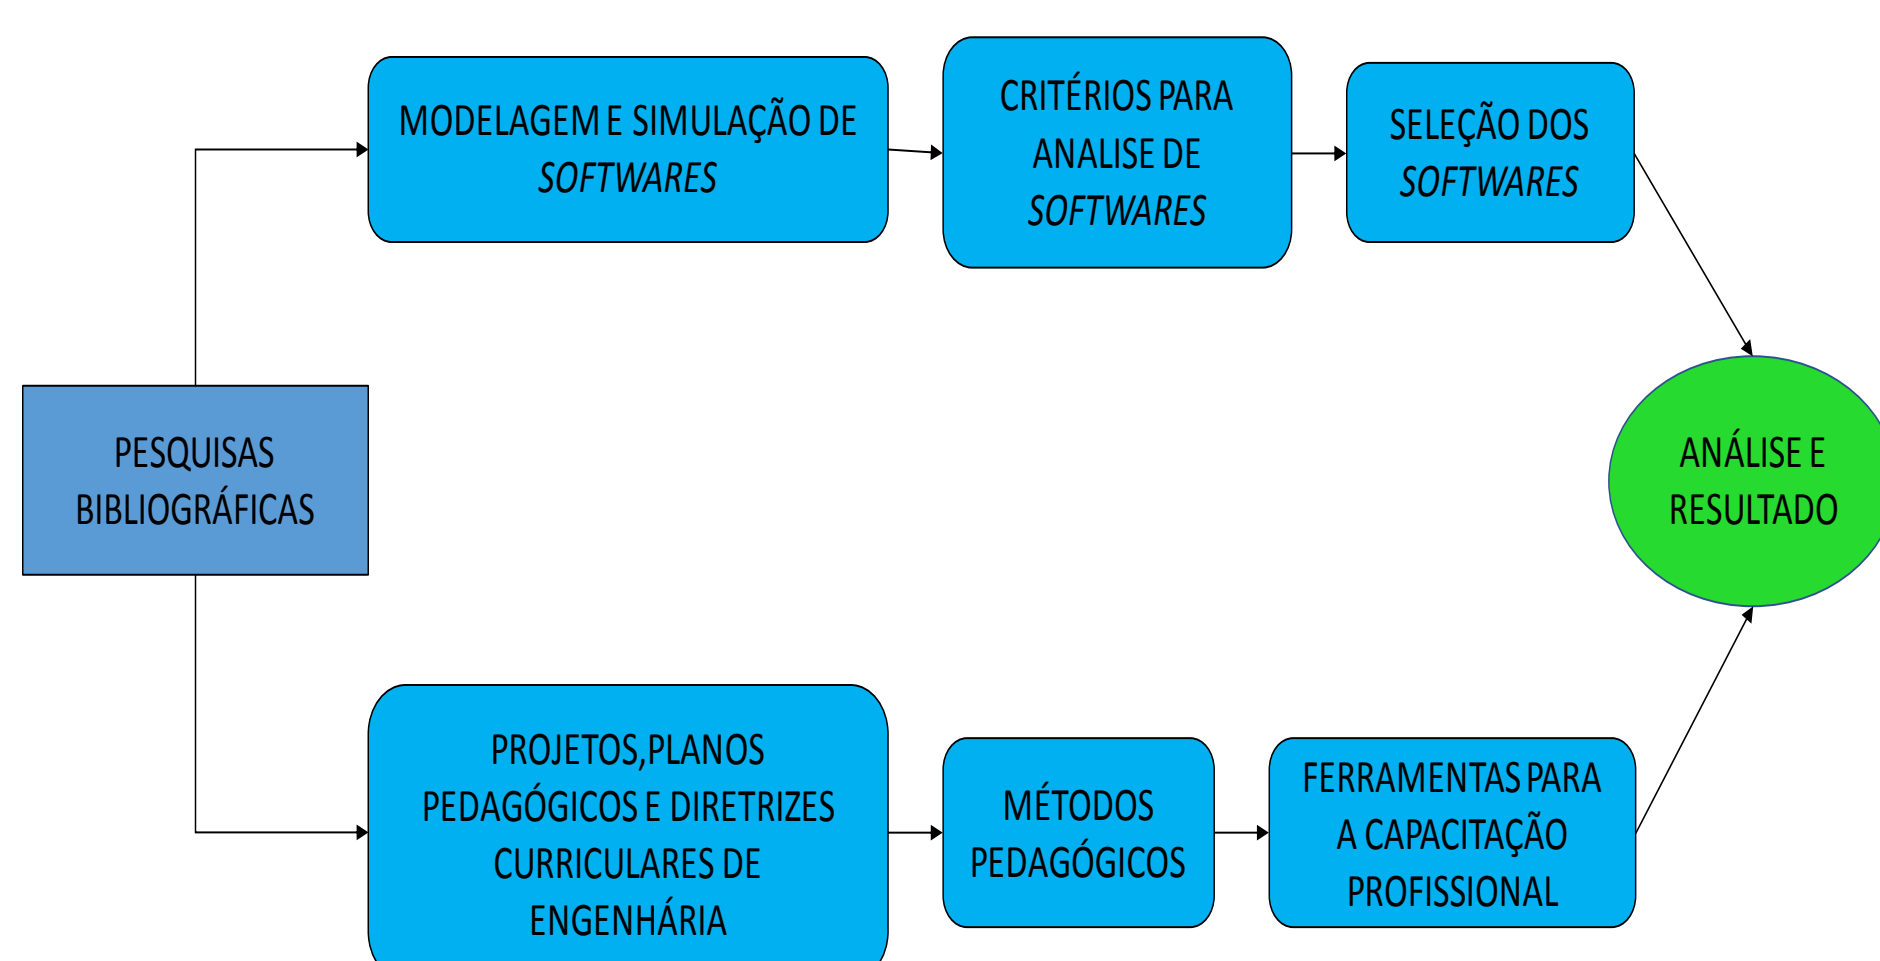 MODELAGEM E SIMULAÇÃO DE
SOFTWARES
CRITÉRIOS PARA
ANALISE DE
SOFTWARES
SELEÇÃO DOS
SOFTWARES
PESQUISAS
BIBLIOGRÁFICAS
ANÁLISE E
RESULTADO
PROJETOS,PLANOS
PEDAGÓGICOS E DIRETRIZES
CURRICULARES DE
ENGENHÁRIA
MÉTODOS
PEDAGÓGICOS
FERRAMENTAS PARA
A CAPACITAÇÃO
PROFISSIONAL